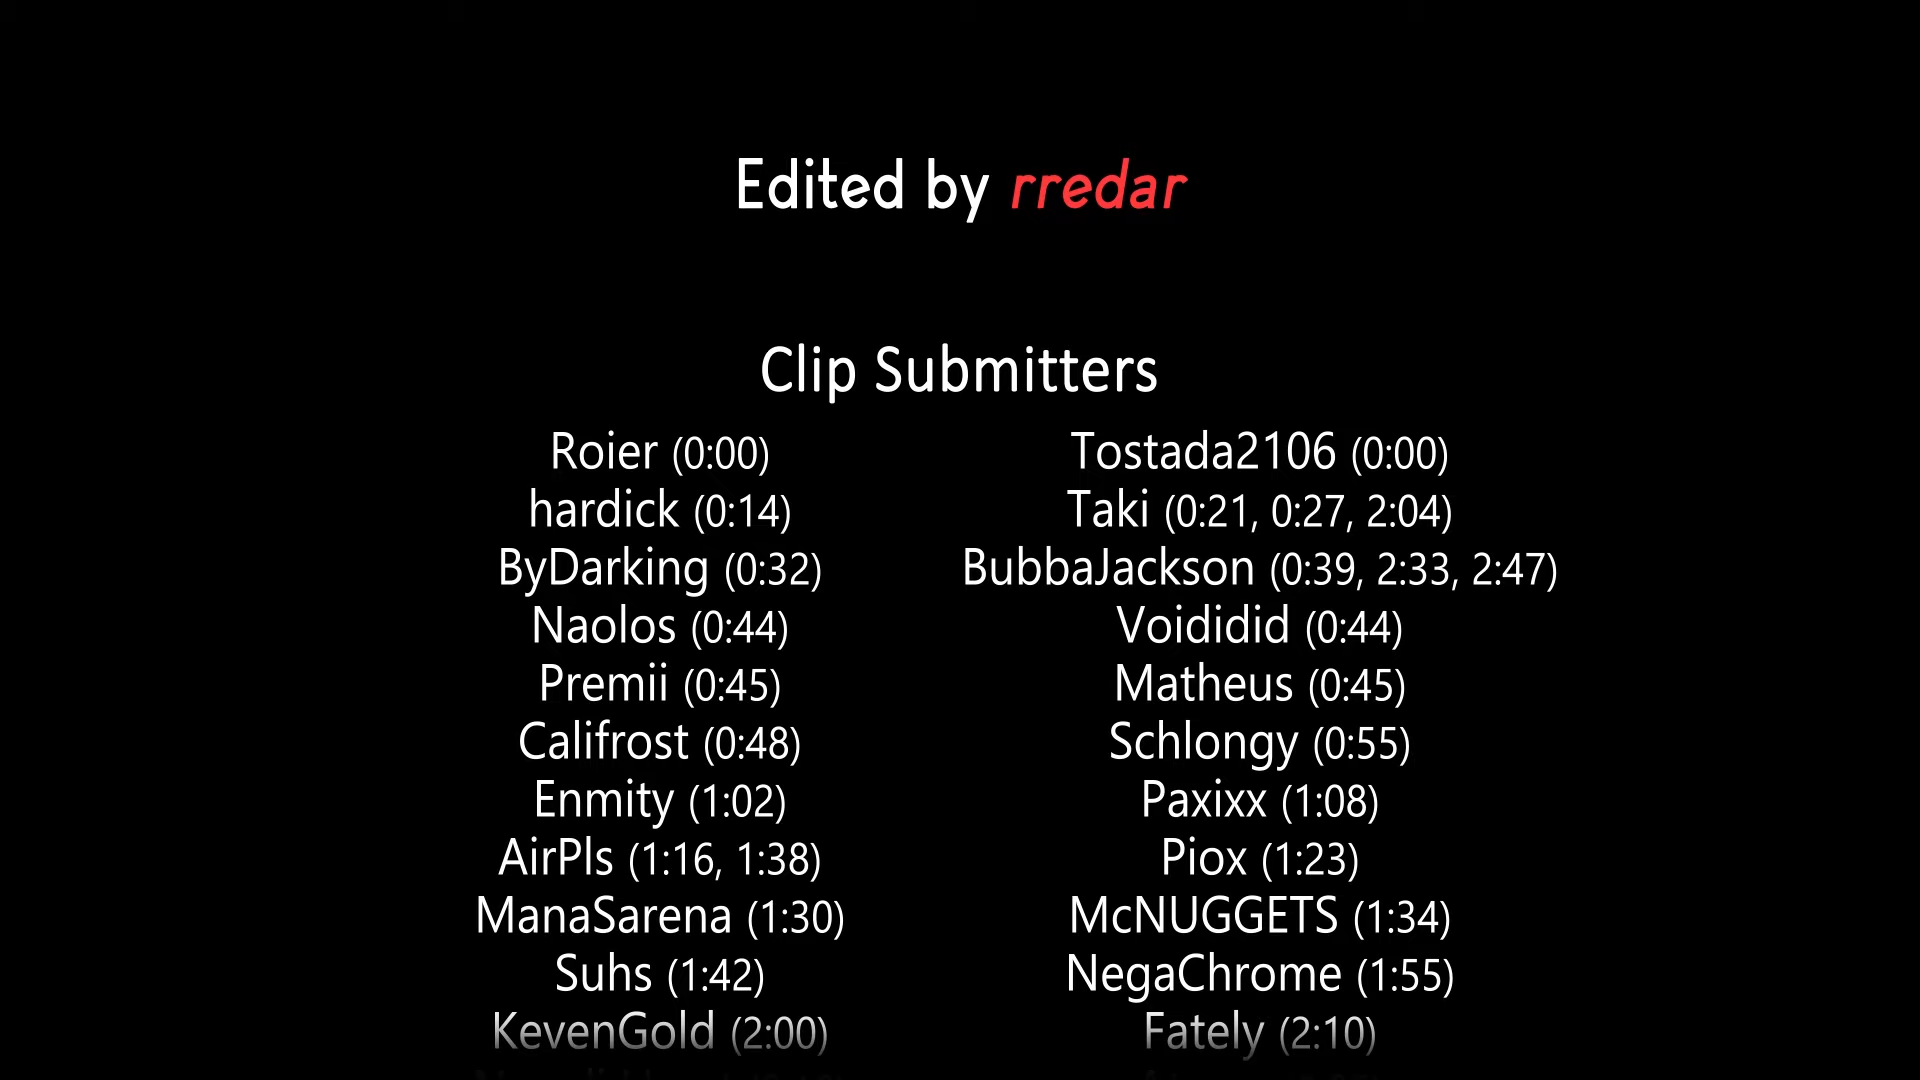 Edited by rredar
Clip Submitters
Roier (0:00) Tostada2106 (0:00)
hardick (0:14) Taki (0:21, 0:27, 2:04)
ByDarking (0:32) BubbaJackson (0:39, 2:33, 2:47)
Naolos (0:44) Voididid (0:44)
Premii (0:45) Matheus (0:45)
Califrost (0:48) Schlongy (0:55)
Enmity (1:02) Paxixx (1:08)
AirPls (1:16, 1:38) Piox (1:23)
ManaSarena (1:30) McNUGGETS (1:34)
Suhs (1:42) NegaChrome (1:55)
KevenGold (2:00) Fately (2:10)